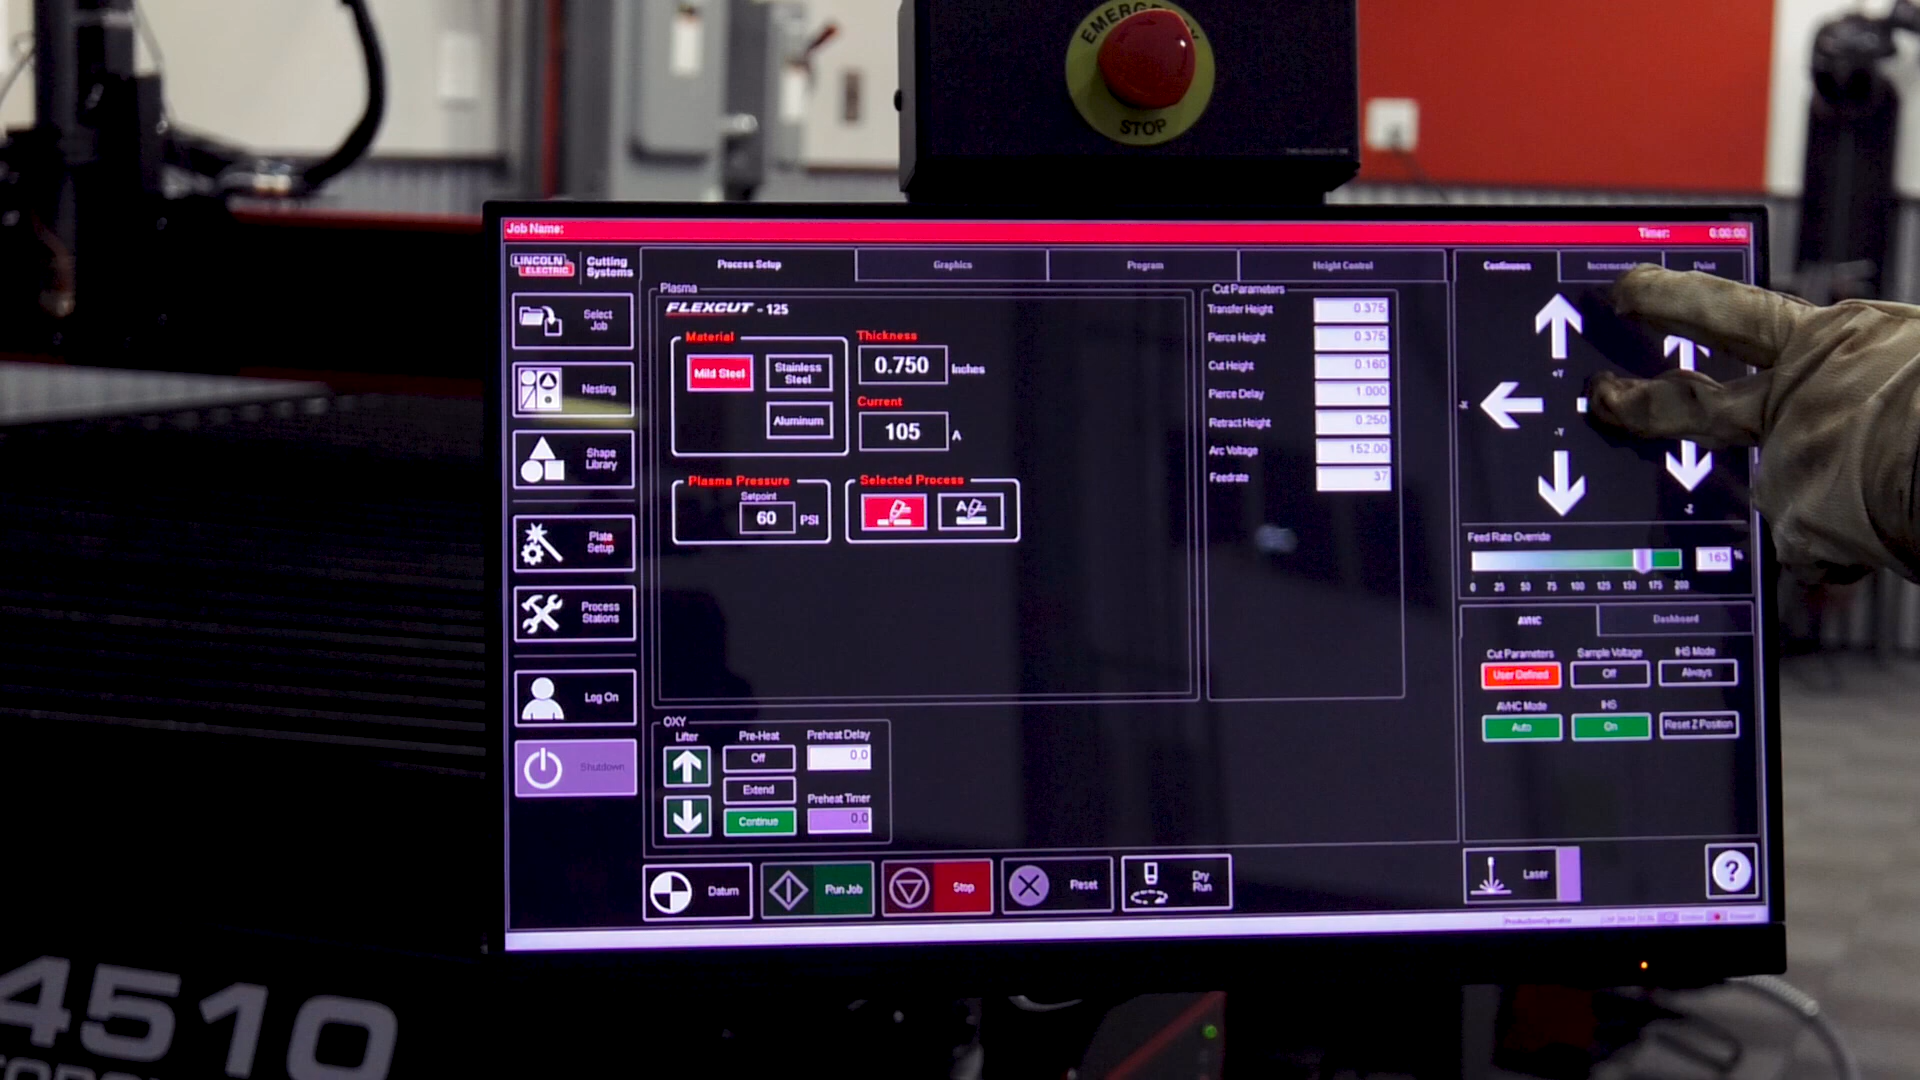 EMERGENCY
STOP
Job Name:
Timer: 0:00:00
LINCOLN ELECTRIC
Cutting Systems
Process Setup
Graphics
Program
Height Control
Continuous
Incremental
Point
Select Job
Nesting
Shape Library
Plate Setup
Process Stations
Log On
Shutdown
Plasma
FLEXCUT - 125
Material
Mild Steel
Stainless Steel
Aluminum
Thickness
0.750 Inches
Current
105 A
Plasma Pressure
Setpoint
60 PSI
Selected Process
A
Cut Parameters
Transfer Height 0.375
Pierce Height 0.375
Cut Height 0.160
Pierce Delay 1.000
Retract Height 0.250
Arc Voltage 152.00
Feedrate 37
+Y
-X
-Y
-Z
Feed Rate Override
163 %
0 25 50 75 100 125 150 175 200
AVHC
Dashboard
Cut Parameters
User Defined
Sample Voltage
Off
IHS Mode
Always
AVHC Mode
Auto
IHS
On
Reset Z Position
OXY
Lifter
Pre-Heat
Off
Extend
Continue
Preheat Delay
0.0
Preheat Timer
0.0
Datum
Run Job
Stop
Reset
Dry Run
Laser
?
4510